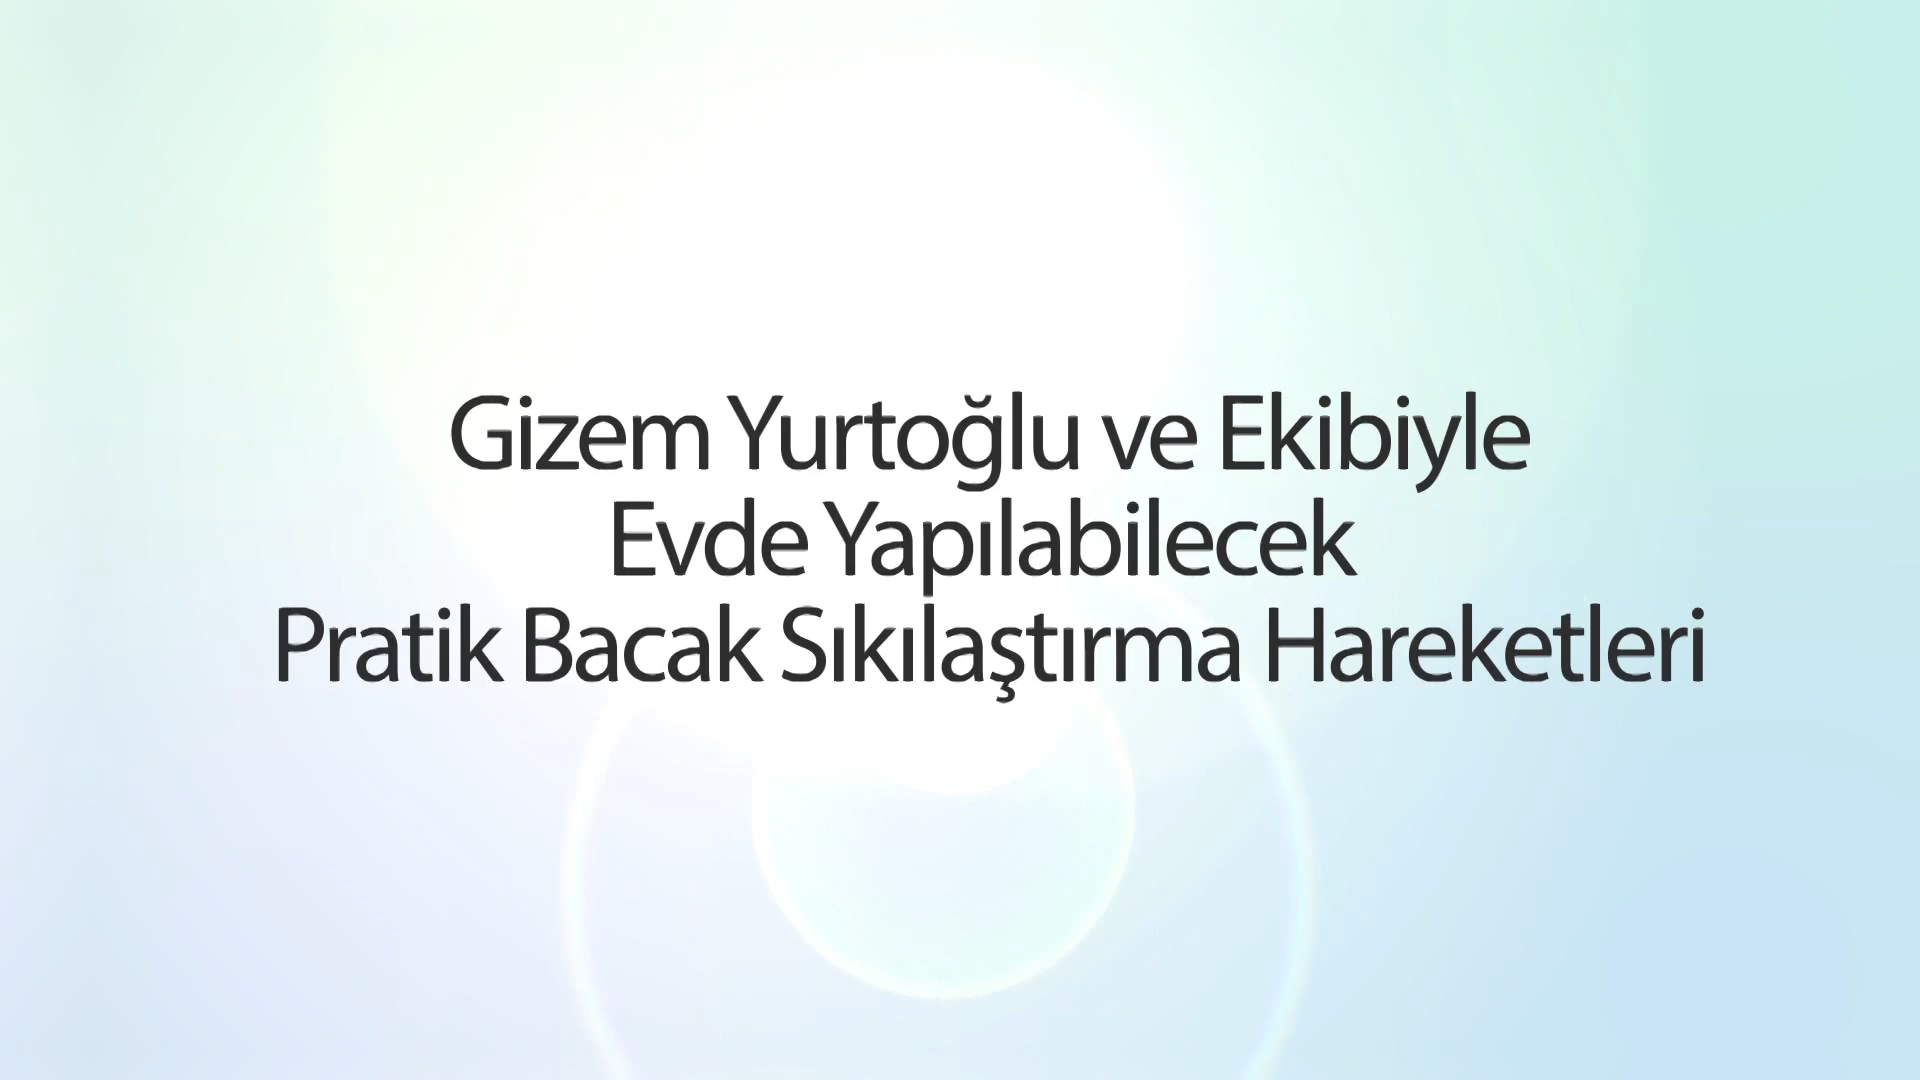 Gizem Yurtoğlu ve Ekibiyle
Evde Yapılabilecek
Pratik Bacak Sıkılaştırma Hareketleri